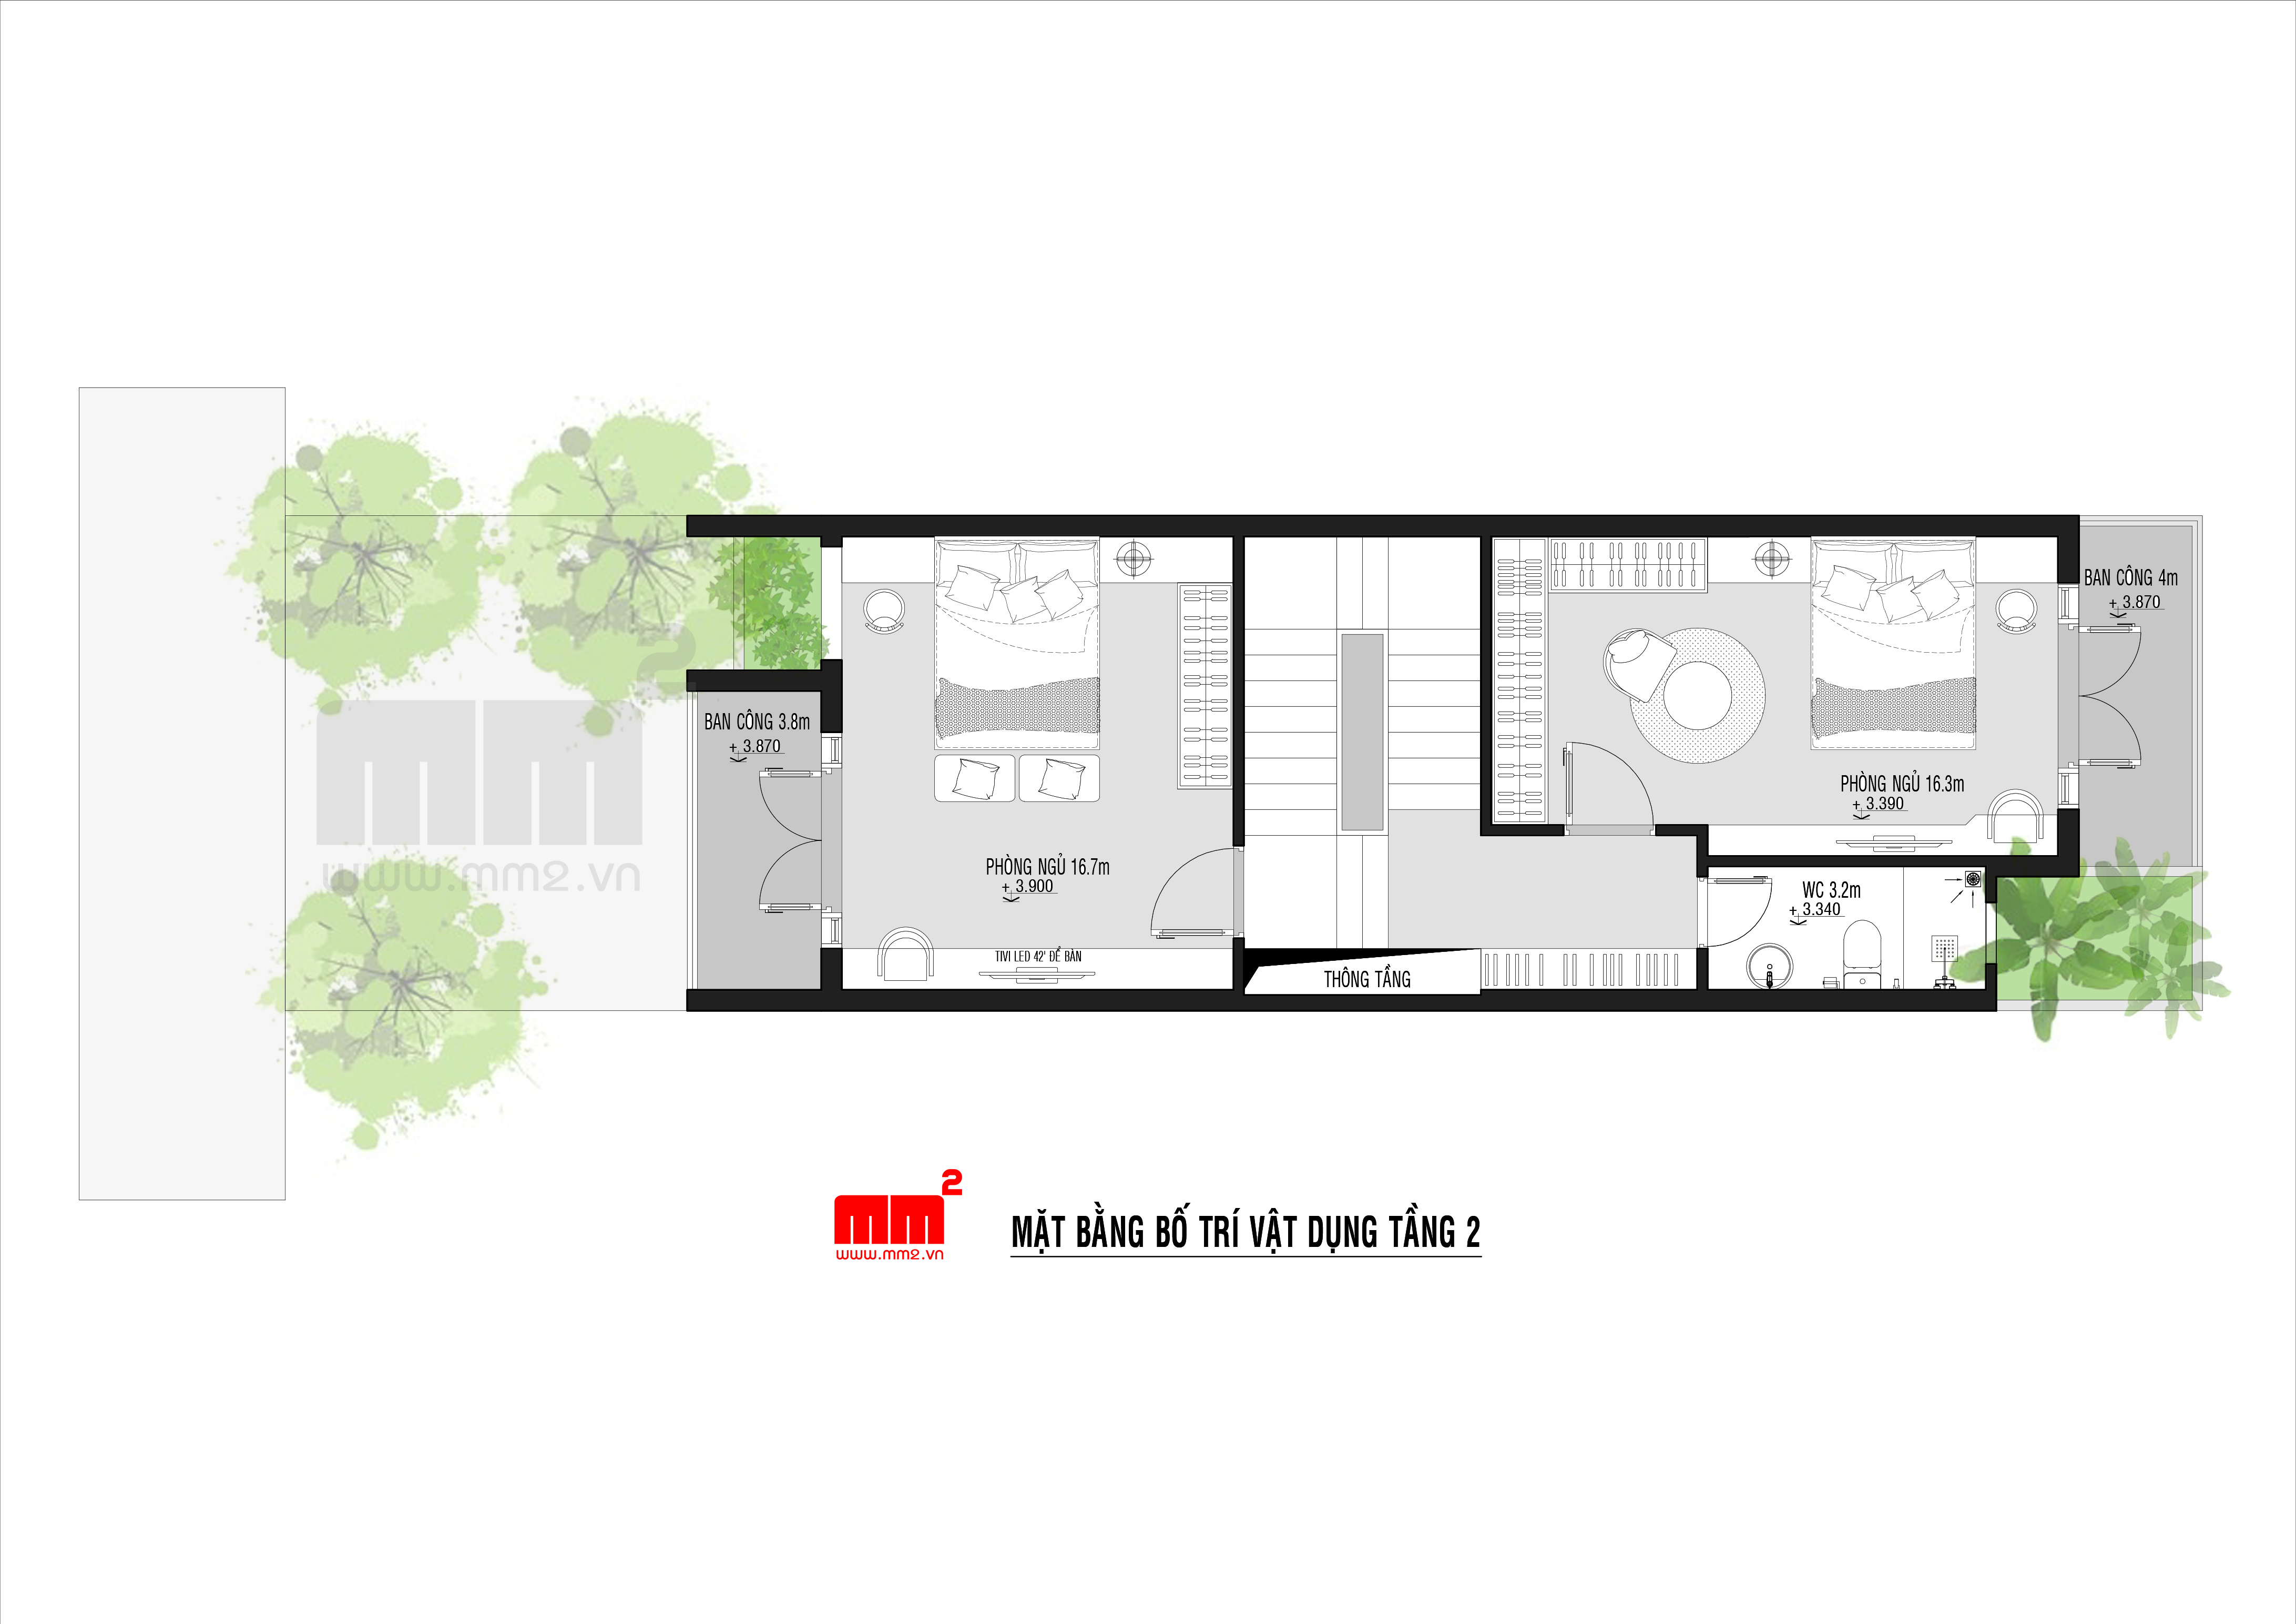 BAN CÔNG 4m
+ 3.870
BAN CÔNG 3.8m
+ 3.870
PHÒNG NGỦ 16.3m
+ 3.390
PHÒNG NGỦ 16.7m
+ 3.900
WC 3.2m
+ 3.340
TIVI LED 42' ĐỂ BÀN
THÔNG TẦNG
mm2
www.mm2.vn
mm2
www.mm2.vn
MẶT BẰNG BỐ TRÍ VẬT DỤNG TẦNG 2